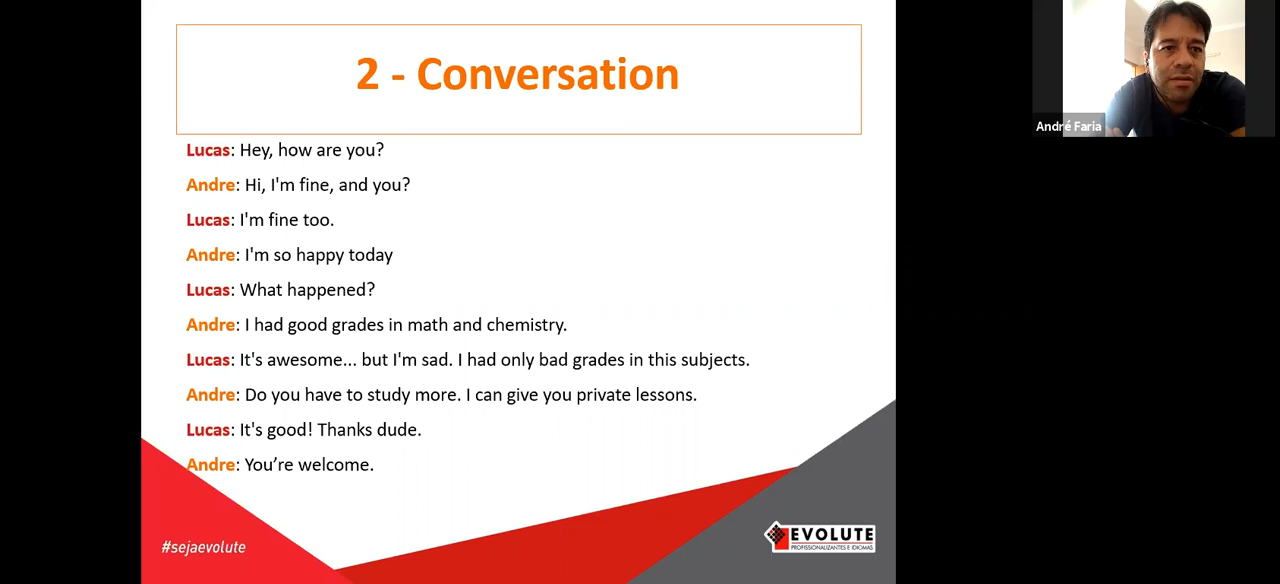 2 - Conversation
André Faria
Lucas: Hey, how are you?
Andre: Hi, I'm fine, and you?
Lucas: I'm fine too.
Andre: I'm so happy today
Lucas: What happened?
Andre: I had good grades in math and chemistry.
Lucas: It's awesome... but I'm sad. I had only bad grades in this subjects.
Andre: Do you have to study more. I can give you private lessons.
Lucas: It's good! Thanks dude.
Andre: You’re welcome.
#sejaevolute
EVOLUTE
PROFISSIONALIZANTES E IDIOMAS